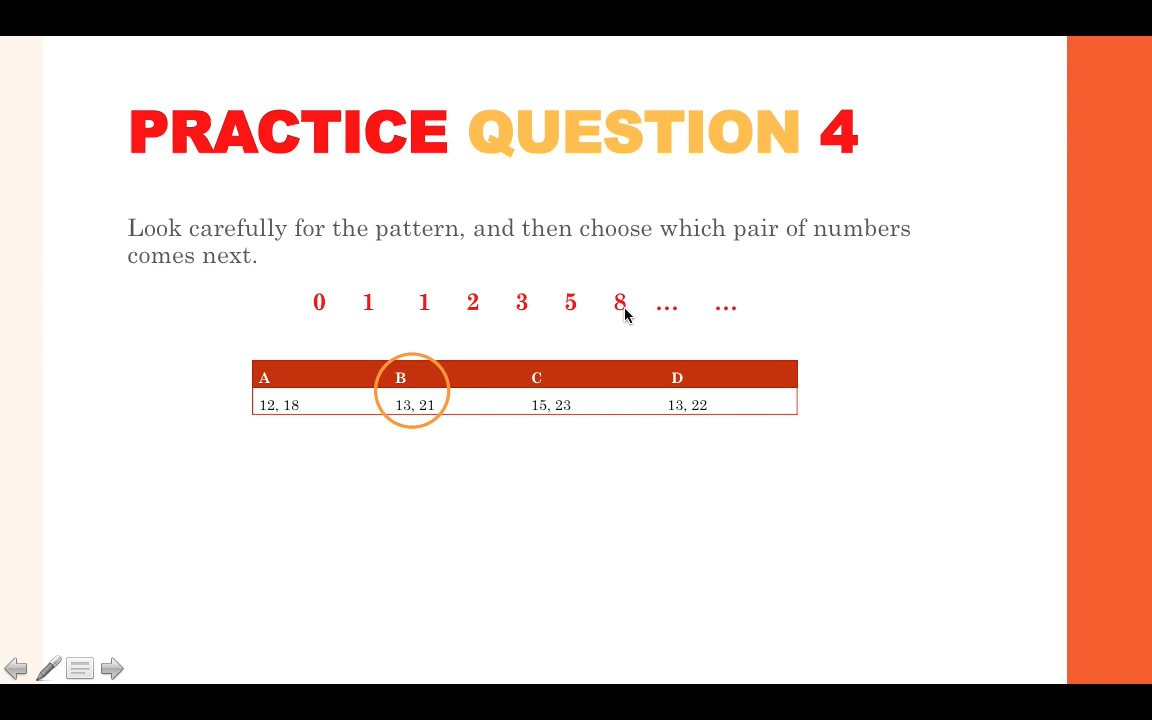 PRACTICE QUESTION 4
Look carefully for the pattern, and then choose which pair of numbers
comes next.
0 1 1 2 3 5 8 ... ...
A B C D
12, 18 13, 21 15, 23 13, 22